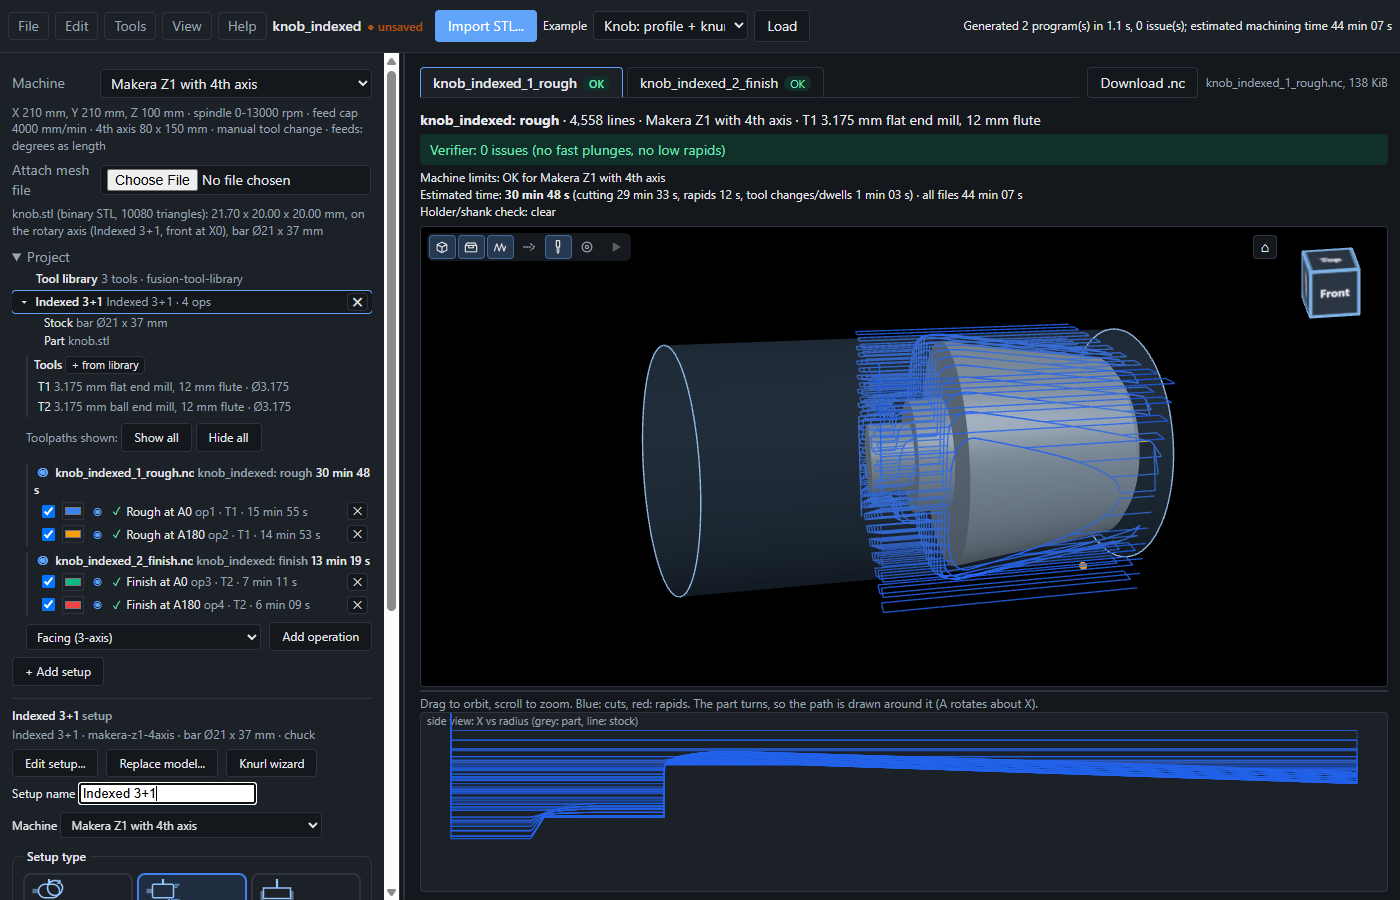 File Edit Tools View Help knob_indexed ● unsaved Import STL... Example Knob: profile + knur Load Generated 2 program(s) in 1.1 s, 0 issue(s); estimated machining time 44 min 07 s
Machine Makera Z1 with 4th axis
X 210 mm, Y 210 mm, Z 100 mm · spindle 0-13000 rpm · feed cap
4000 mm/min · 4th axis 80 x 150 mm · manual tool change · feeds:
degrees as length
Attach mesh
file
Choose File No file chosen
knob.stl (binary STL, 10080 triangles): 21.70 x 20.00 x 20.00 mm, on
the rotary axis (Indexed 3+1, front at X0), bar Ø21 x 37 mm
Project
Tool library 3 tools · fusion-tool-library
Indexed 3+1 Indexed 3+1 · 4 ops
Stock bar Ø21 x 37 mm
Part knob.stl
Tools + from library
T1 3.175 mm flat end mill, 12 mm flute · Ø3.175
T2 3.175 mm ball end mill, 12 mm flute · Ø3.175
Toolpaths shown: Show all Hide all
knob_indexed_1_rough.nc knob_indexed: rough 30 min 48
s
✓ Rough at A0 op1 · T1 · 15 min 55 s
✓ Rough at A180 op2 · T1 · 14 min 53 s
knob_indexed_2_finish.nc knob_indexed: finish 13 min 19 s
✓ Finish at A0 op3 · T2 · 7 min 11 s
✓ Finish at A180 op4 · T2 · 6 min 09 s
Facing (3-axis) Add operation
+ Add setup
Indexed 3+1 setup
Indexed 3+1 · makera-z1-4axis · bar Ø21 x 37 mm · chuck
Edit setup... Replace model... Knurl wizard
Setup name Indexed 3+1
Machine Makera Z1 with 4th axis
Setup type
knob_indexed_1_rough OK knob_indexed_2_finish OK Download .nc knob_indexed_1_rough.nc, 138 KiB
knob_indexed: rough · 4,558 lines · Makera Z1 with 4th axis · T1 3.175 mm flat end mill, 12 mm flute
Verifier: 0 issues (no fast plunges, no low rapids)
Machine limits: OK for Makera Z1 with 4th axis
Estimated time: 30 min 48 s (cutting 29 min 33 s, rapids 12 s, tool changes/dwells 1 min 03 s) · all files 44 min 07 s
Holder/shank check: clear
Top
Front
Drag to orbit, scroll to zoom. Blue: cuts, red: rapids. The part turns, so the path is drawn around it (A rotates about X).
side view: X vs radius (grey: part, line: stock)